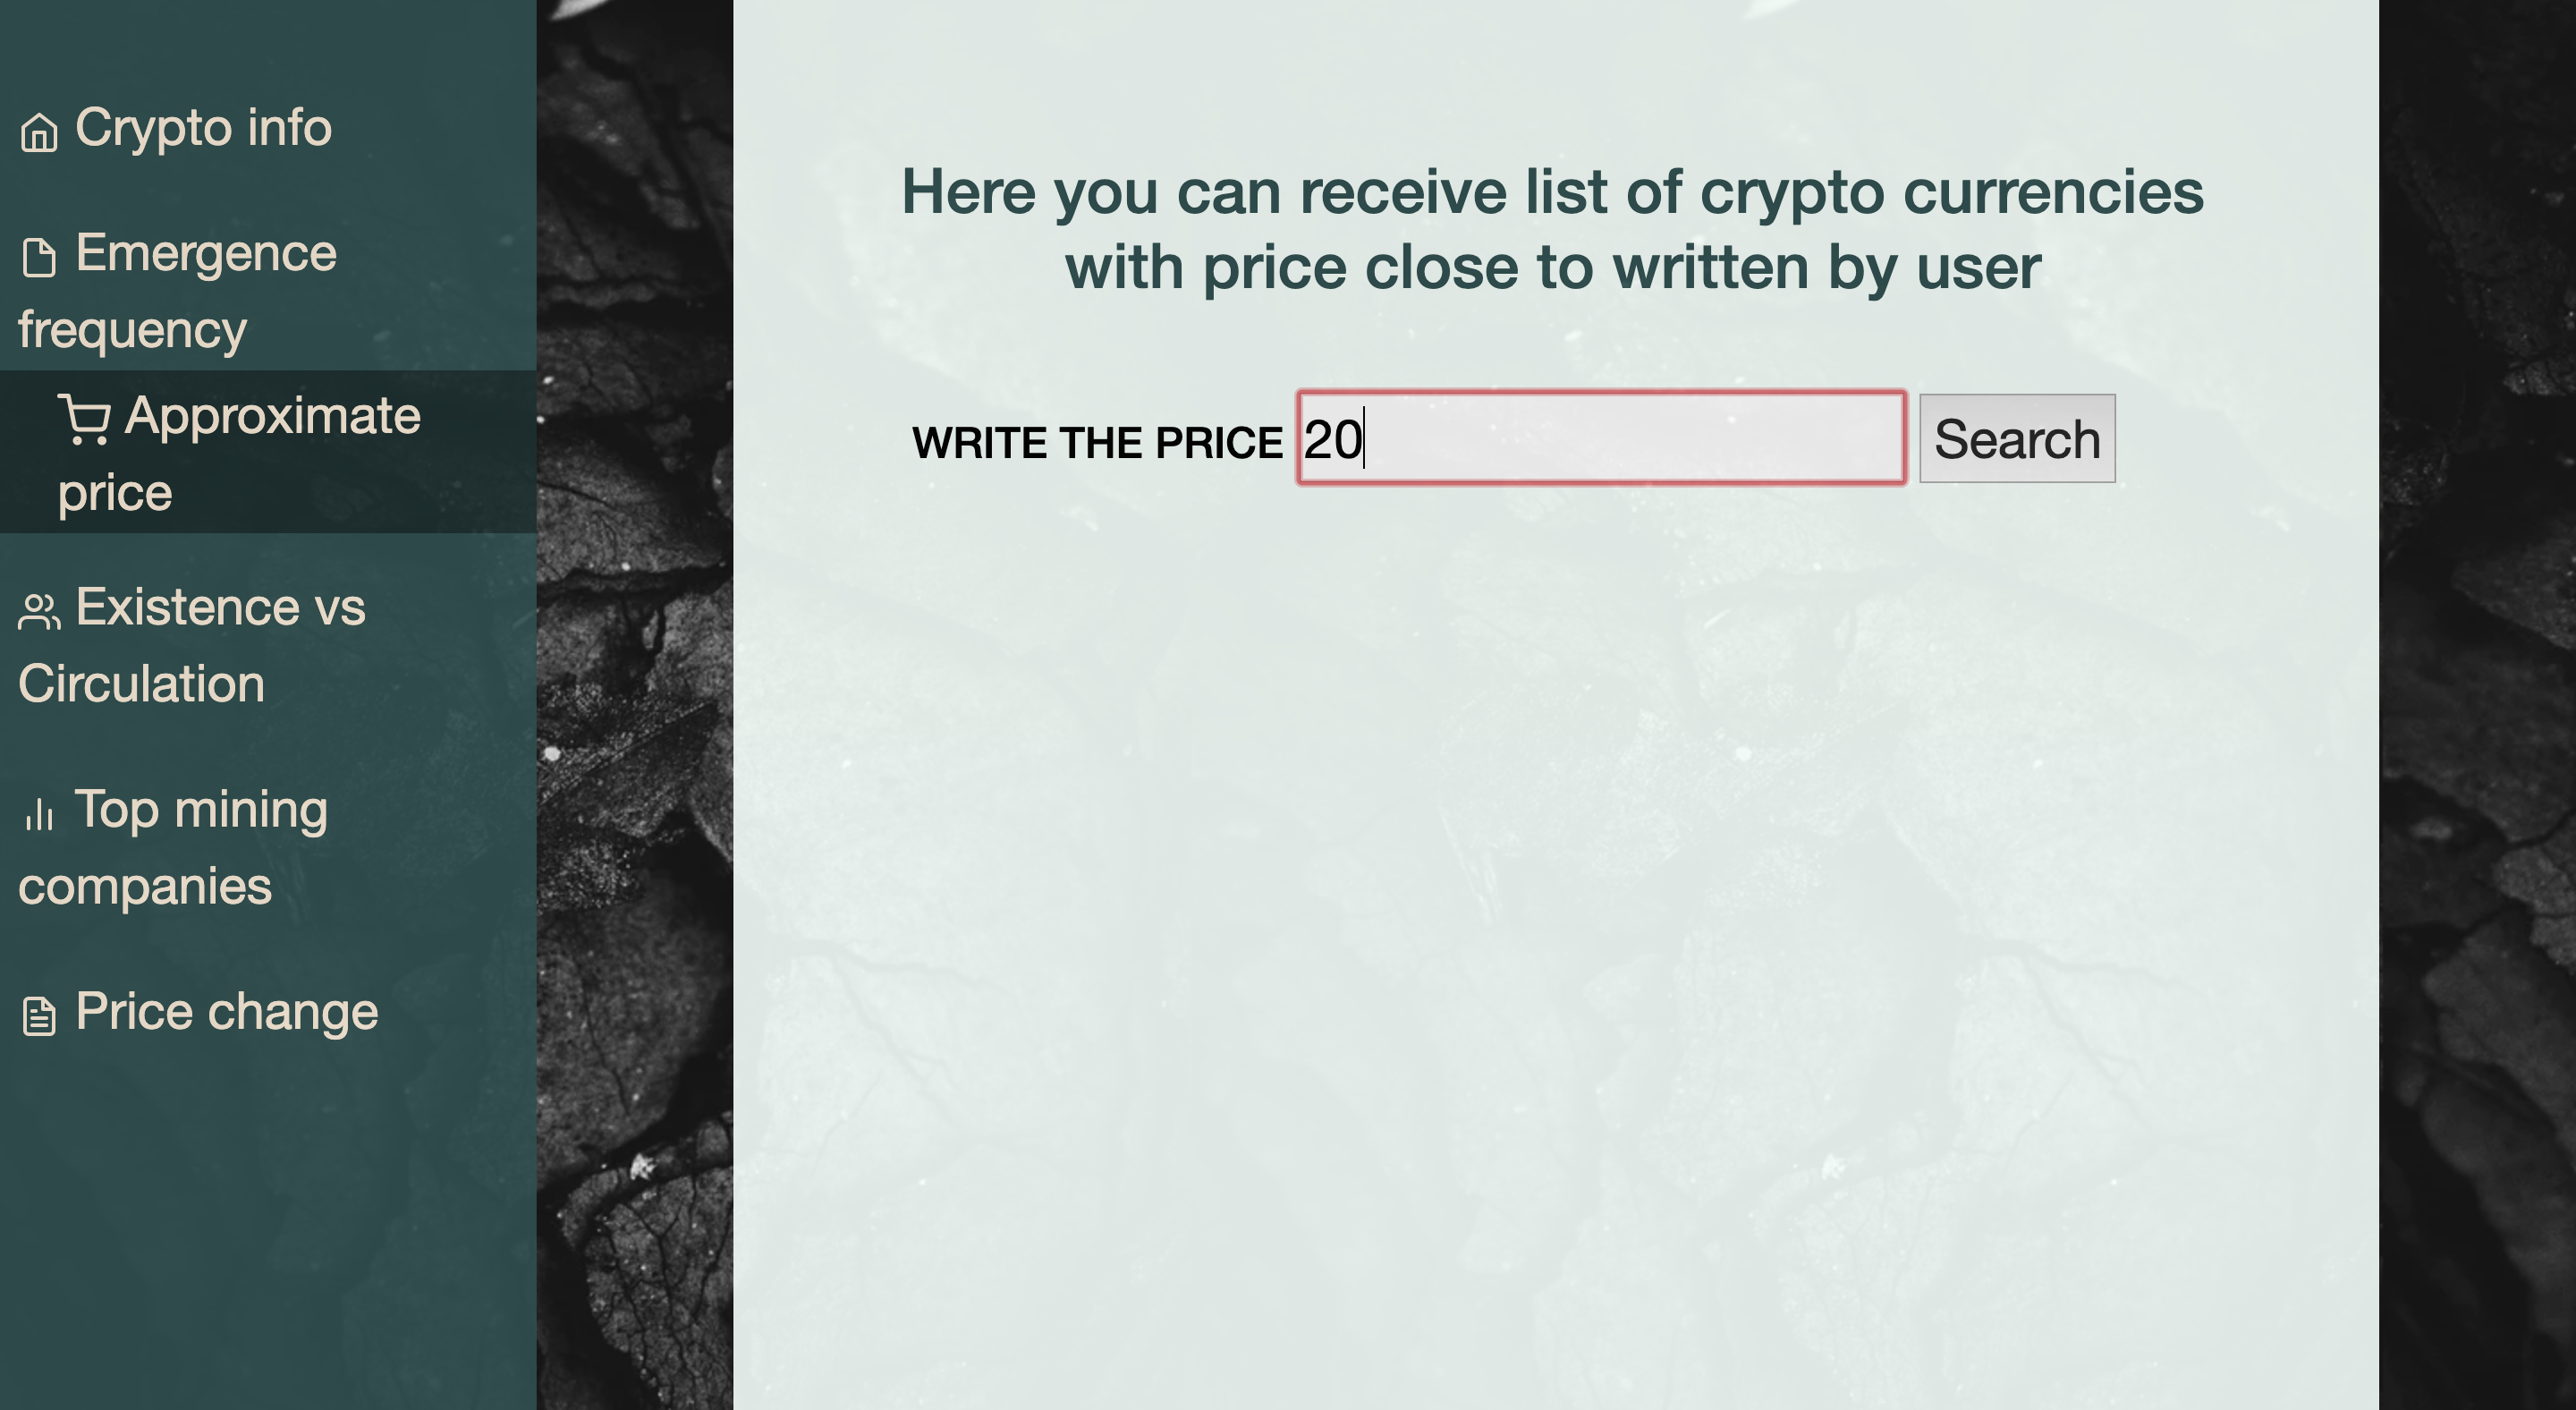 Crypto info
Emergence
frequency
Approximate
price
Existence vs
Circulation
Top mining
companies
Price change
Here you can receive list of crypto currencies
with price close to written by user
WRITE THE PRICE 20 Search